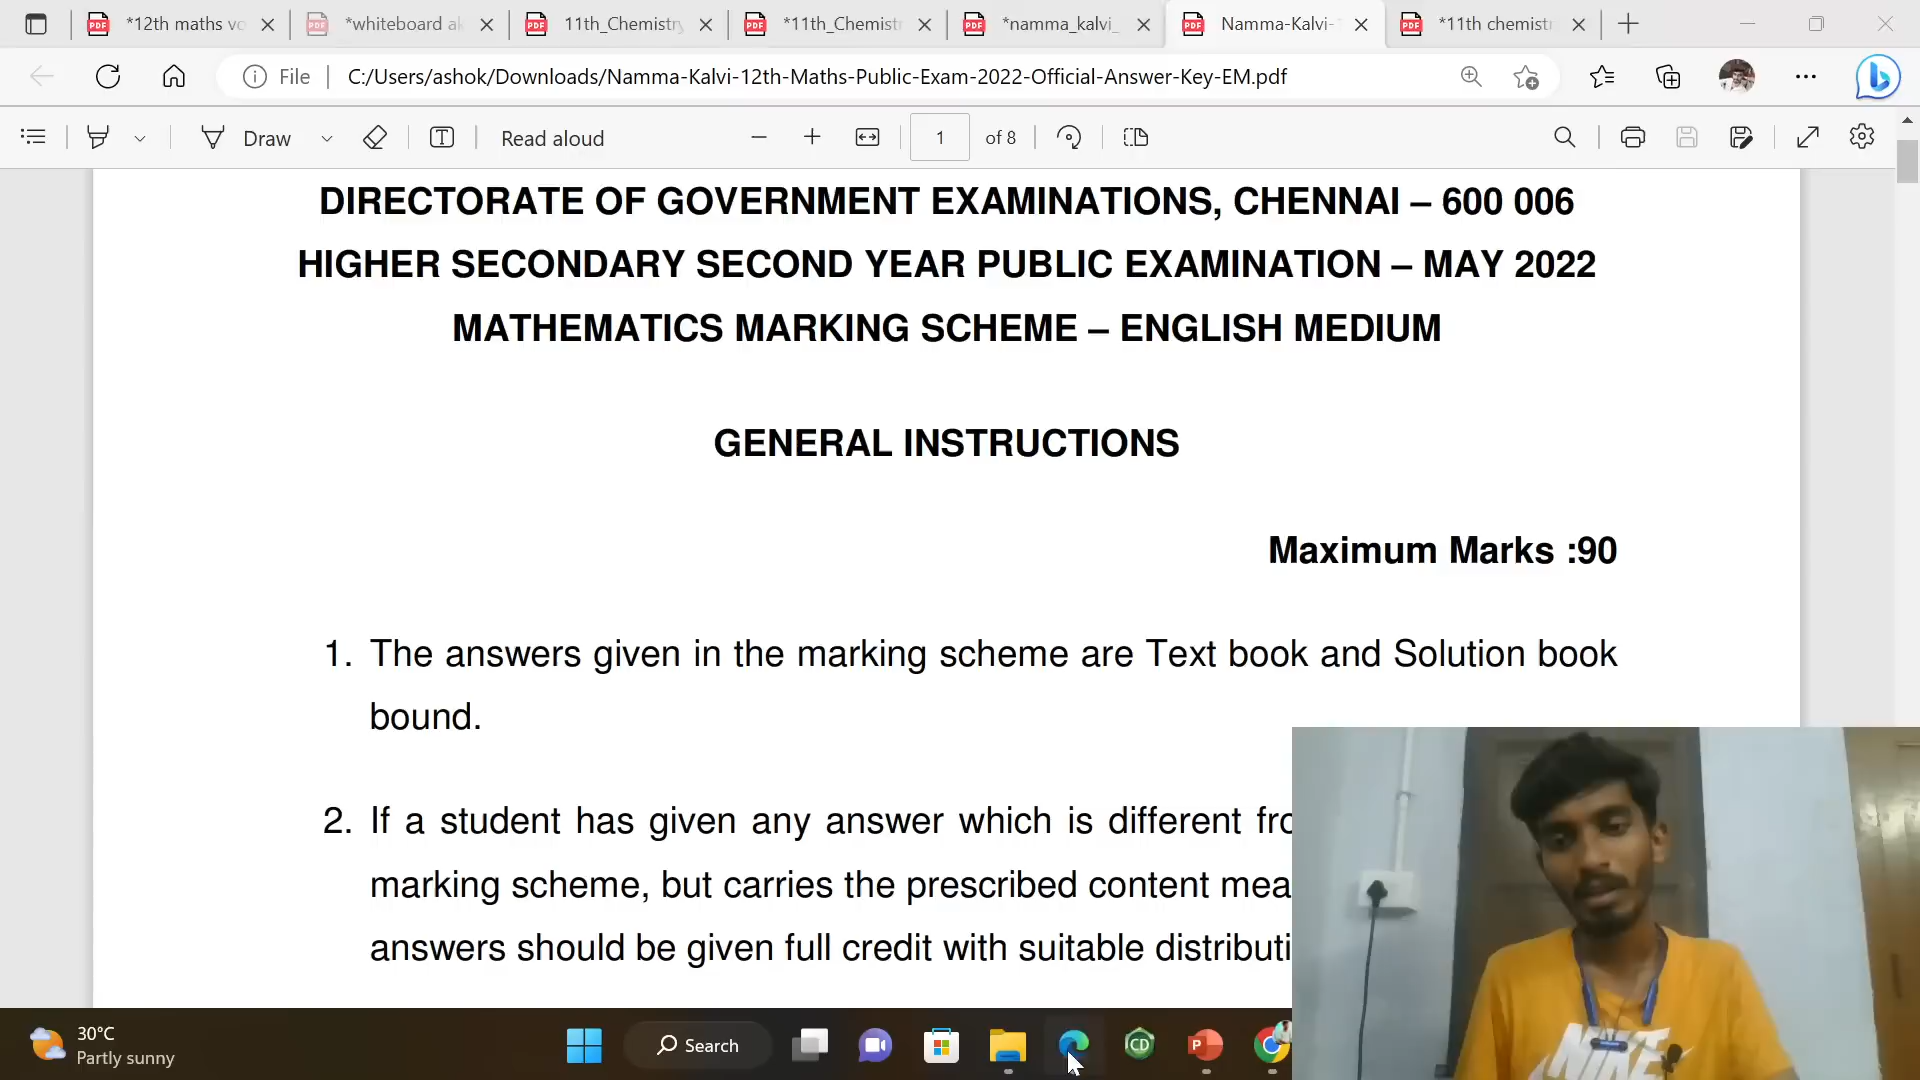 *12th maths vo
*whiteboard ak
11th_Chemistry
*11th_Chemist
*namma_kalvi_
Namma-Kalvi-
*11th chemist
File
C:/Users/ashok/Downloads/Namma-Kalvi-12th-Maths-Public-Exam-2022-Official-Answer-Key-EM.pdf
Draw
Read aloud
1 of 8
DIRECTORATE OF GOVERNMENT EXAMINATIONS, CHENNAI – 600 006
HIGHER SECONDARY SECOND YEAR PUBLIC EXAMINATION – MAY 2022
MATHEMATICS MARKING SCHEME – ENGLISH MEDIUM
GENERAL INSTRUCTIONS
Maximum Marks :90
1. The answers given in the marking scheme are Text book and Solution book
bound.
2. If a student has given any answer which is different fro
marking scheme, but carries the prescribed content mea
answers should be given full credit with suitable distributi
30°C
Partly sunny
Search
CD
NIKE